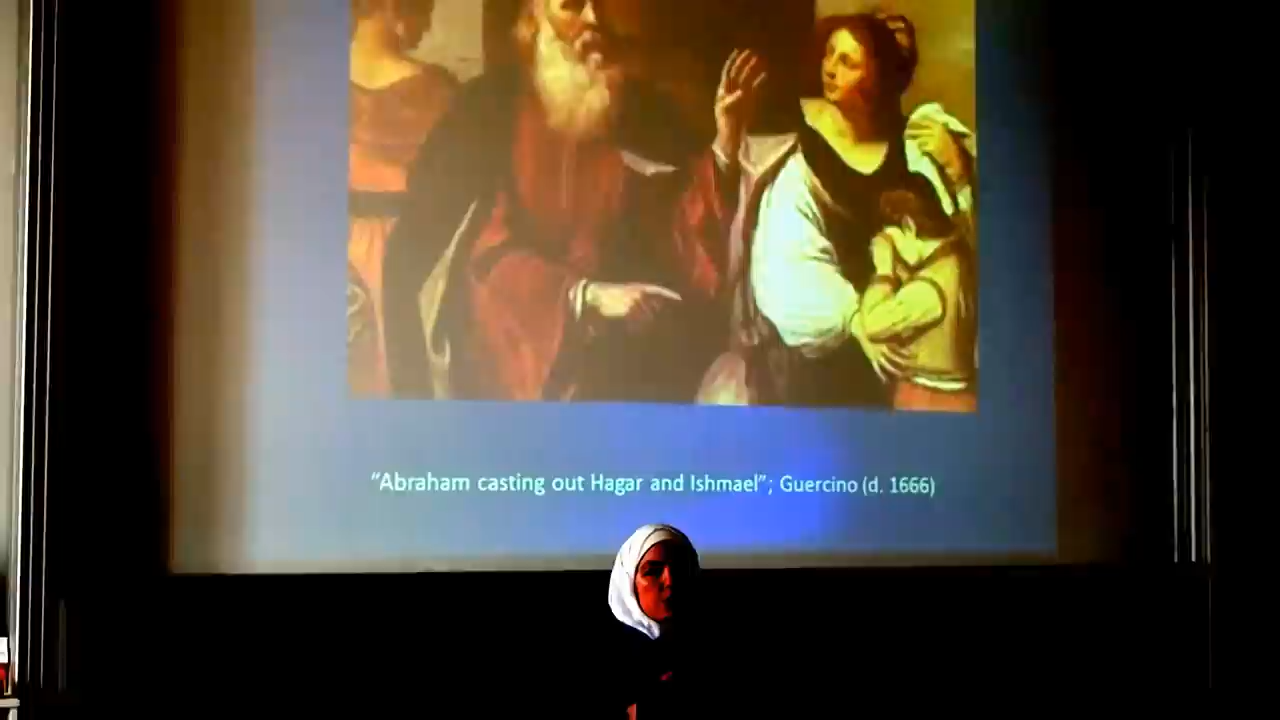 “Abraham casting out Hagar and Ishmael”; Guercino (d. 1666)